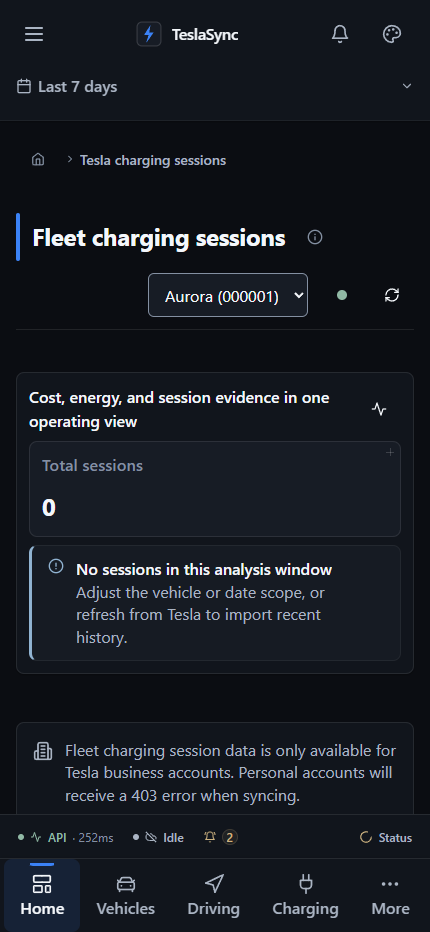 TeslaSync
Last 7 days
Tesla charging sessions
Fleet charging sessions
Aurora (000001)
Cost, energy, and session evidence in one
operating view
Total sessions
0
No sessions in this analysis window
Adjust the vehicle or date scope, or
refresh from Tesla to import recent
history.
Fleet charging session data is only available for
Tesla business accounts. Personal accounts will
receive a 403 error when syncing.
API · 252ms
Idle
2
Status
Home
Vehicles
Driving
Charging
More